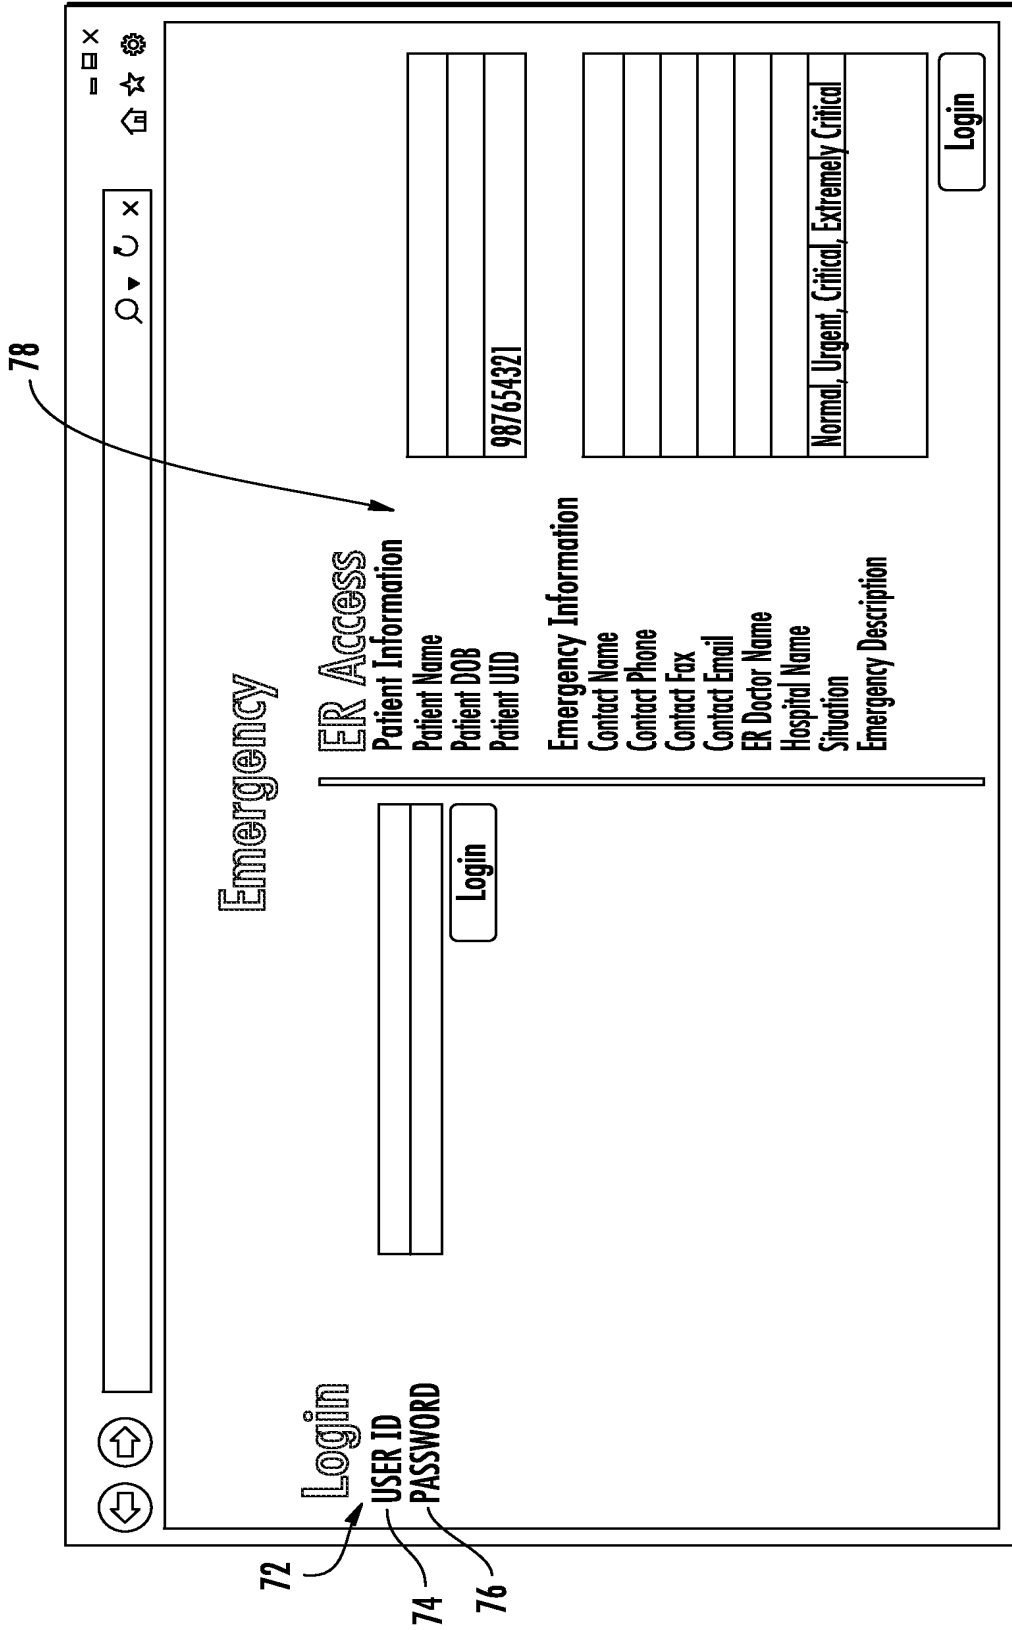 78
Emergency
Login
72
USER ID
74
PASSWORD
76
Login
ER Access
Patient Information
Patient Name
Patient DOB
Patient UID 987654321
Emergency Information
Contact Name
Contact Phone
Contact Fax
Contact Email
ER Doctor Name
Hospital Name
Situation Normal, Urgent, Critical, Extremely Critical
Emergency Description
Login